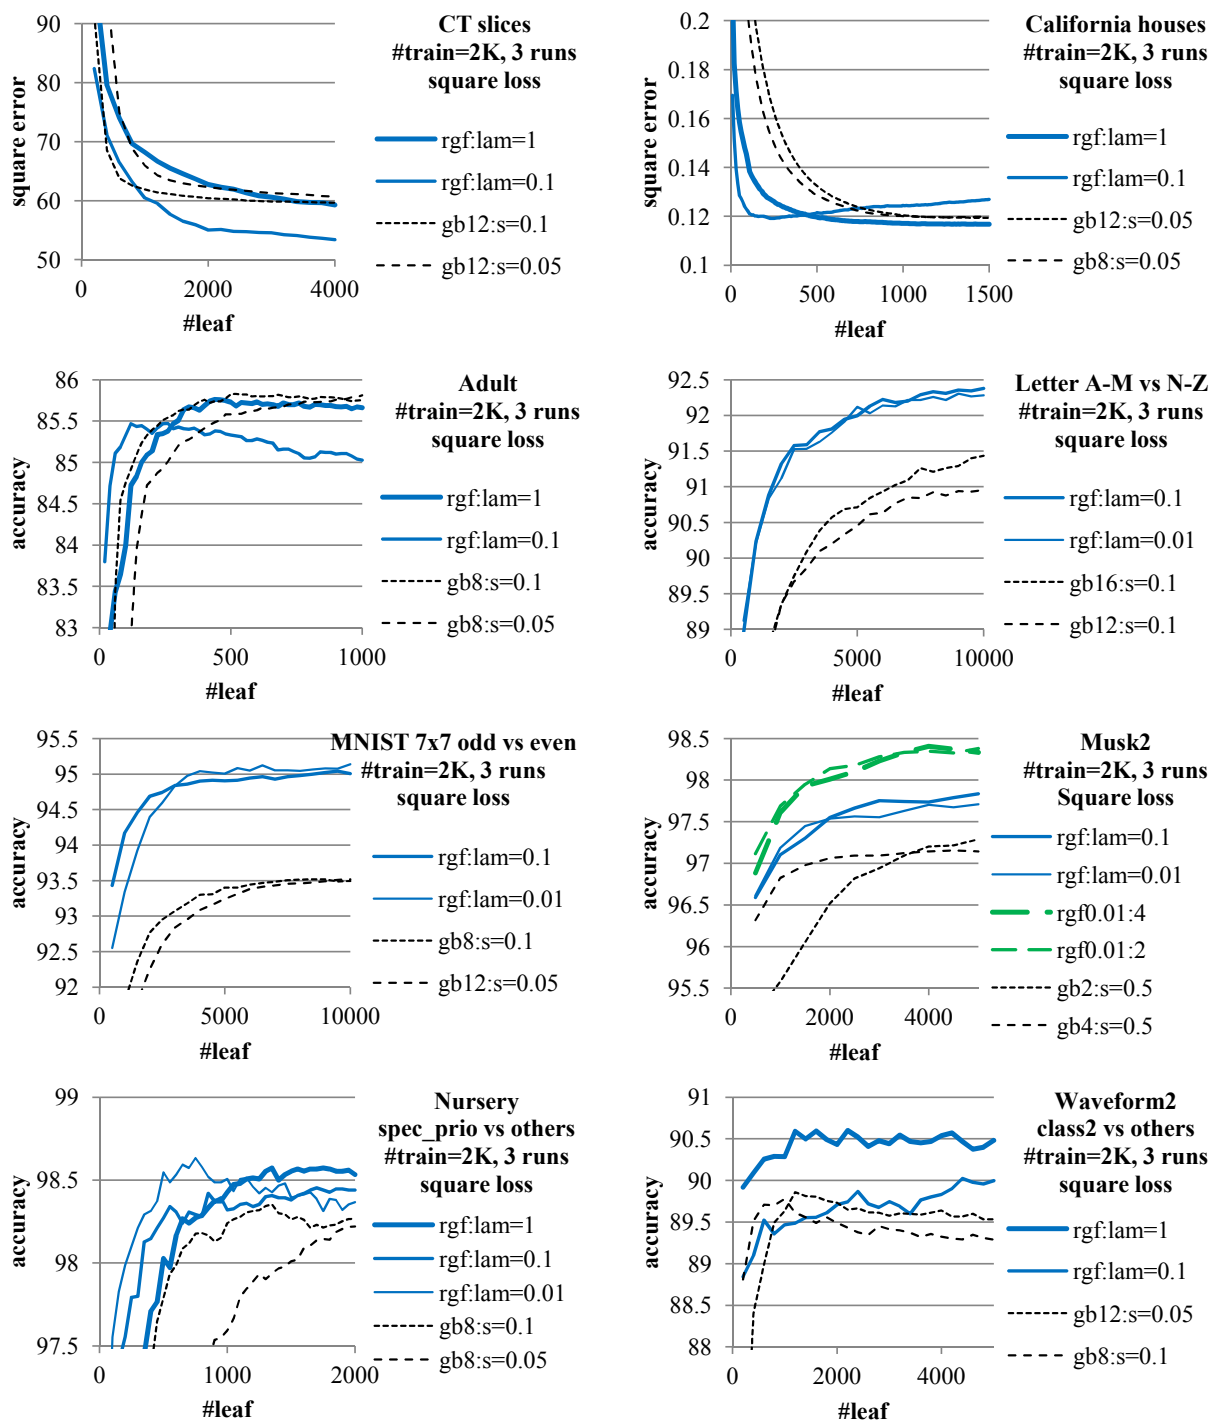 CT slices
#train=2K, 3 runs
square loss
square error
90
80
70
60
50
0
2000
4000
#leaf
rgf:lam=1
rgf:lam=0.1
gb12:s=0.1
gb12:s=0.05
California houses
#train=2K, 3 runs
square loss
square error
0.2
0.18
0.16
0.14
0.12
0.1
0
500
1000
1500
#leaf
rgf:lam=1
rgf:lam=0.1
gb12:s=0.05
gb8:s=0.05
Adult
#train=2K, 3 runs
square loss
accuracy
86
85.5
85
84.5
84
83.5
83
0
500
1000
#leaf
rgf:lam=1
rgf:lam=0.1
gb8:s=0.1
gb8:s=0.05
Letter A-M vs N-Z
#train=2K, 3 runs
square loss
accuracy
92.5
92
91.5
91
90.5
90
89.5
89
0
5000
10000
#leaf
rgf:lam=0.1
rgf:lam=0.01
gb16:s=0.1
gb12:s=0.1
MNIST 7x7 odd vs even
#train=2K, 3 runs
square loss
accuracy
95.5
95
94.5
94
93.5
93
92.5
92
0
5000
10000
#leaf
rgf:lam=0.1
rgf:lam=0.01
gb8:s=0.1
gb12:s=0.05
Musk2
#train=2K, 3 runs
Square loss
accuracy
98.5
98
97.5
97
96.5
96
95.5
0
2000
4000
#leaf
rgf:lam=0.1
rgf:lam=0.01
rgf0.01:4
rgf0.01:2
gb2:s=0.5
gb4:s=0.5
Nursery
spec_prio vs others
#train=2K, 3 runs
square loss
accuracy
99
98.5
98
97.5
0
1000
2000
#leaf
rgf:lam=1
rgf:lam=0.1
rgf:lam=0.01
gb8:s=0.1
gb8:s=0.05
Waveform2
class2 vs others
#train=2K, 3 runs
square loss
accuracy
91
90.5
90
89.5
89
88.5
88
0
2000
4000
#leaf
rgf:lam=1
rgf:lam=0.1
gb12:s=0.05
gb8:s=0.1